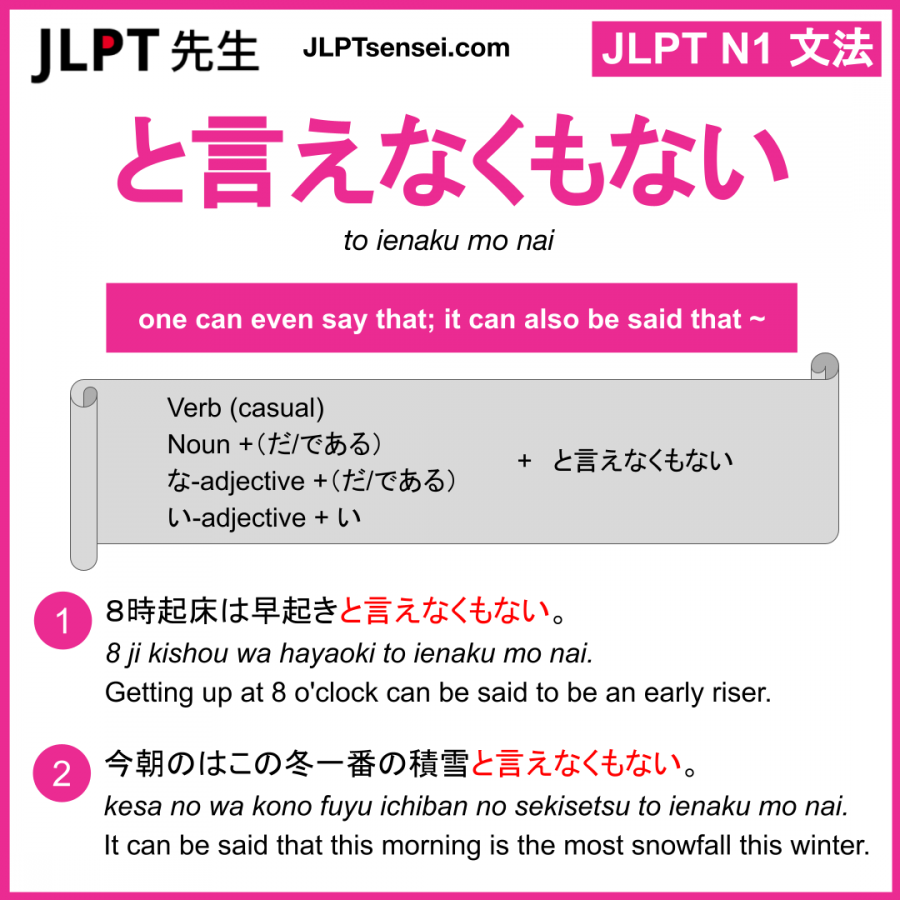 JLPT 先生
JLPTsensei.com
JLPT N1 文法
と言えなくもない
to ienaku mo nai
one can even say that; it can also be said that ~
Verb (casual)
Noun +（だ/である）
な-adjective +（だ/である）
い-adjective + い
+ と言えなくもない
1
８時起床は早起きと言えなくもない。
8 ji kishou wa hayaoki to ienaku mo nai.
Getting up at 8 o'clock can be said to be an early riser.
2
今朝のはこの冬一番の積雪と言えなくもない。
kesa no wa kono fuyu ichiban no sekisetsu to ienaku mo nai.
It can be said that this morning is the most snowfall this winter.